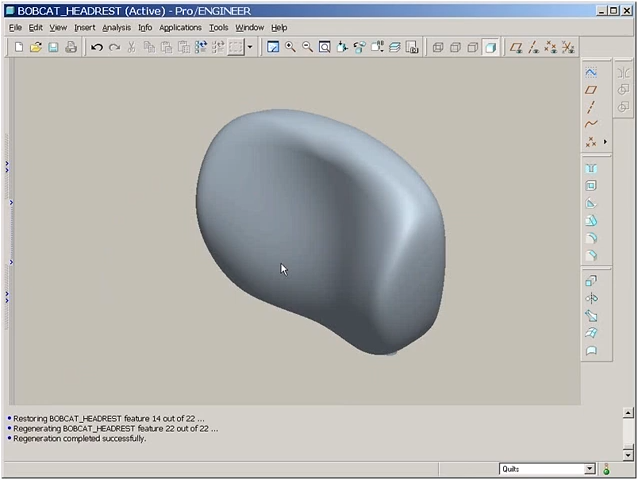 BOBCAT_HEADREST (Active) - Pro/ENGINEER
File Edit View Insert Analysis Info Applications Tools Window Help
Restoring BOBCAT_HEADREST feature 14 out of 22 ...
Regenerating BOBCAT_HEADREST feature 22 out of 22 ...
Regeneration completed successfully.
Quilts